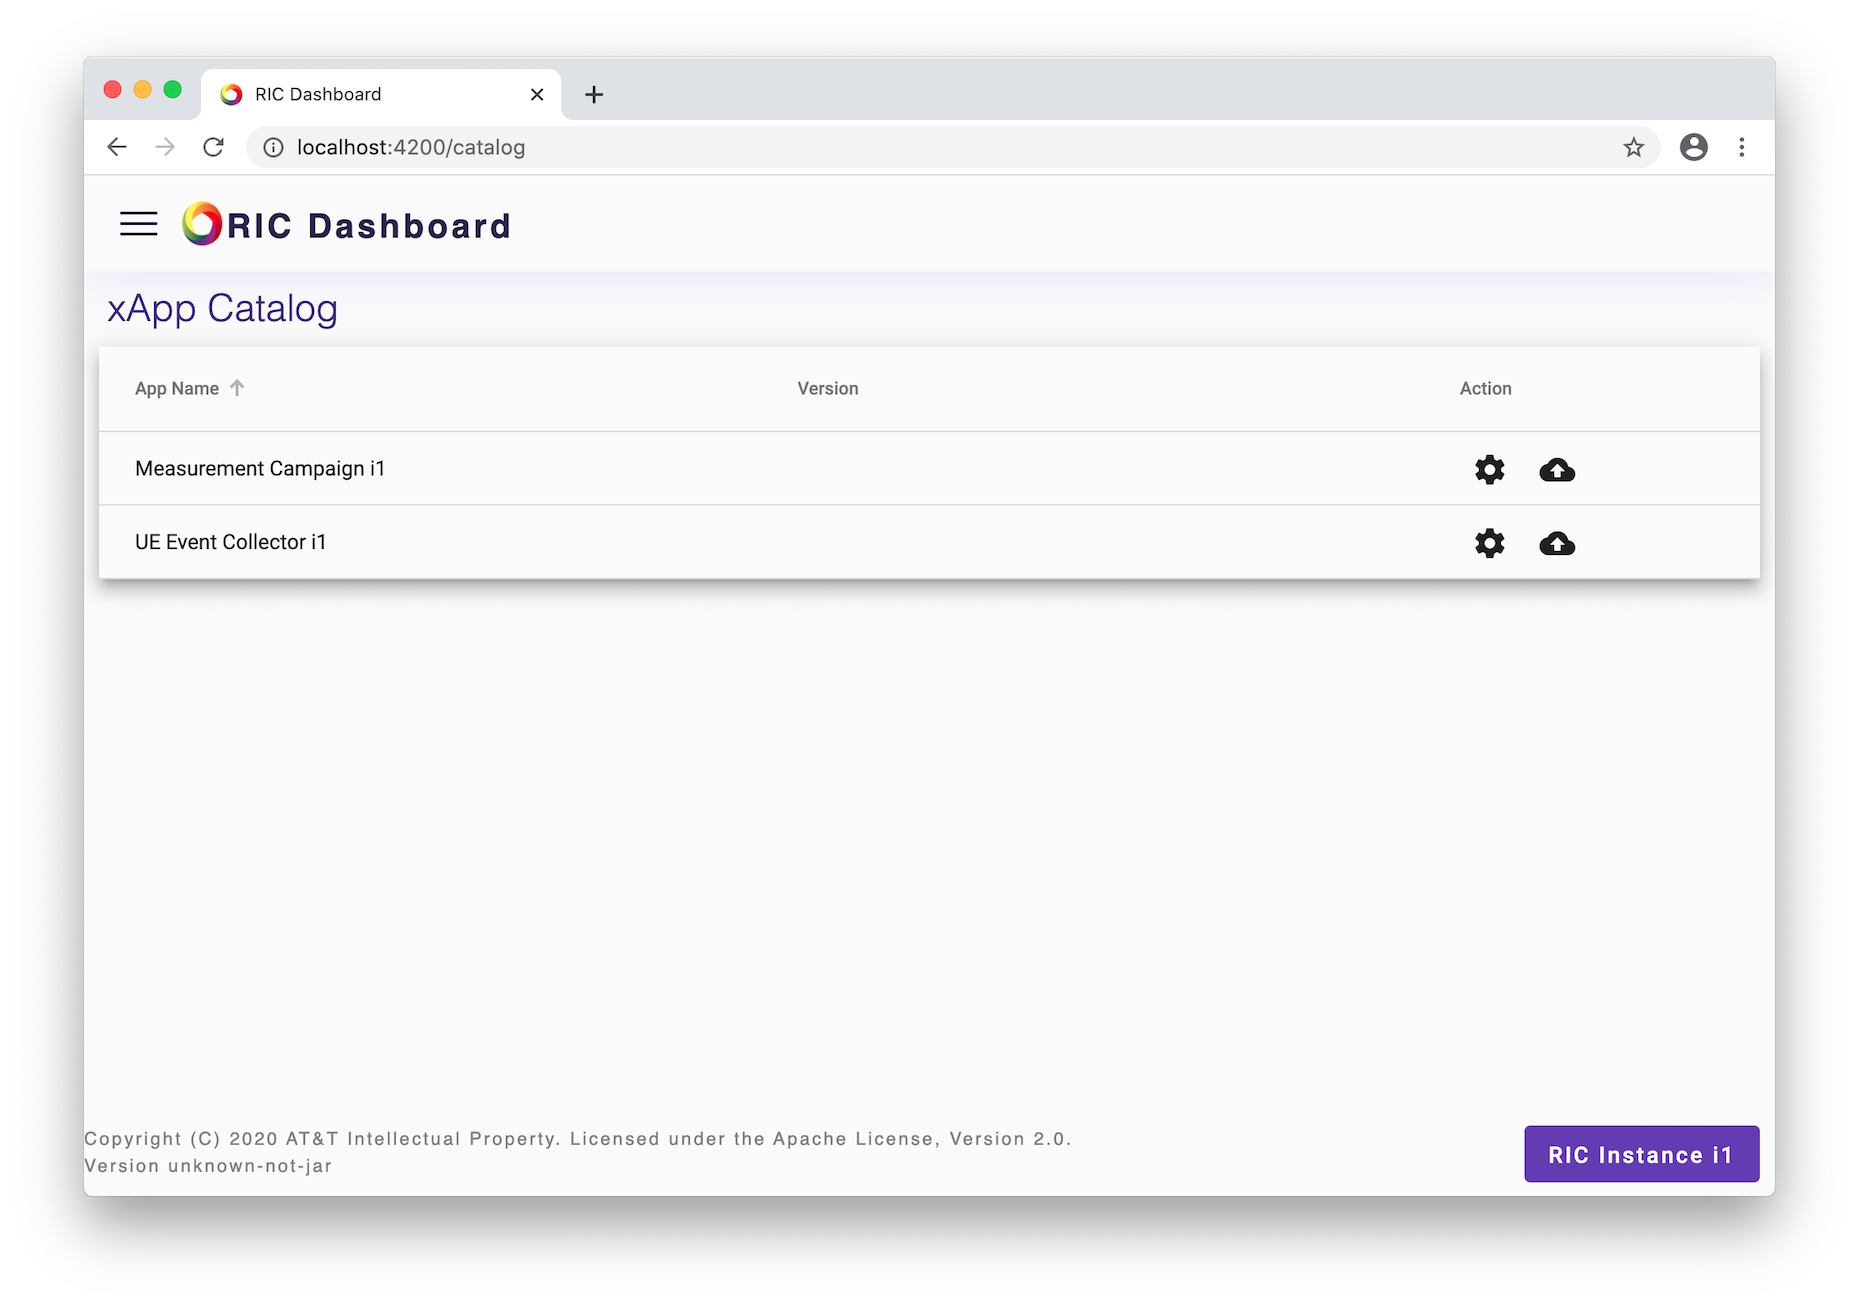 RIC Dashboard
localhost:4200/catalog
RIC Dashboard
xApp Catalog
App Name Version Action
Measurement Campaign i1
UE Event Collector i1
Copyright (C) 2020 AT&T Intellectual Property. Licensed under the Apache License, Version 2.0.
Version unknown-not-jar
RIC Instance i1